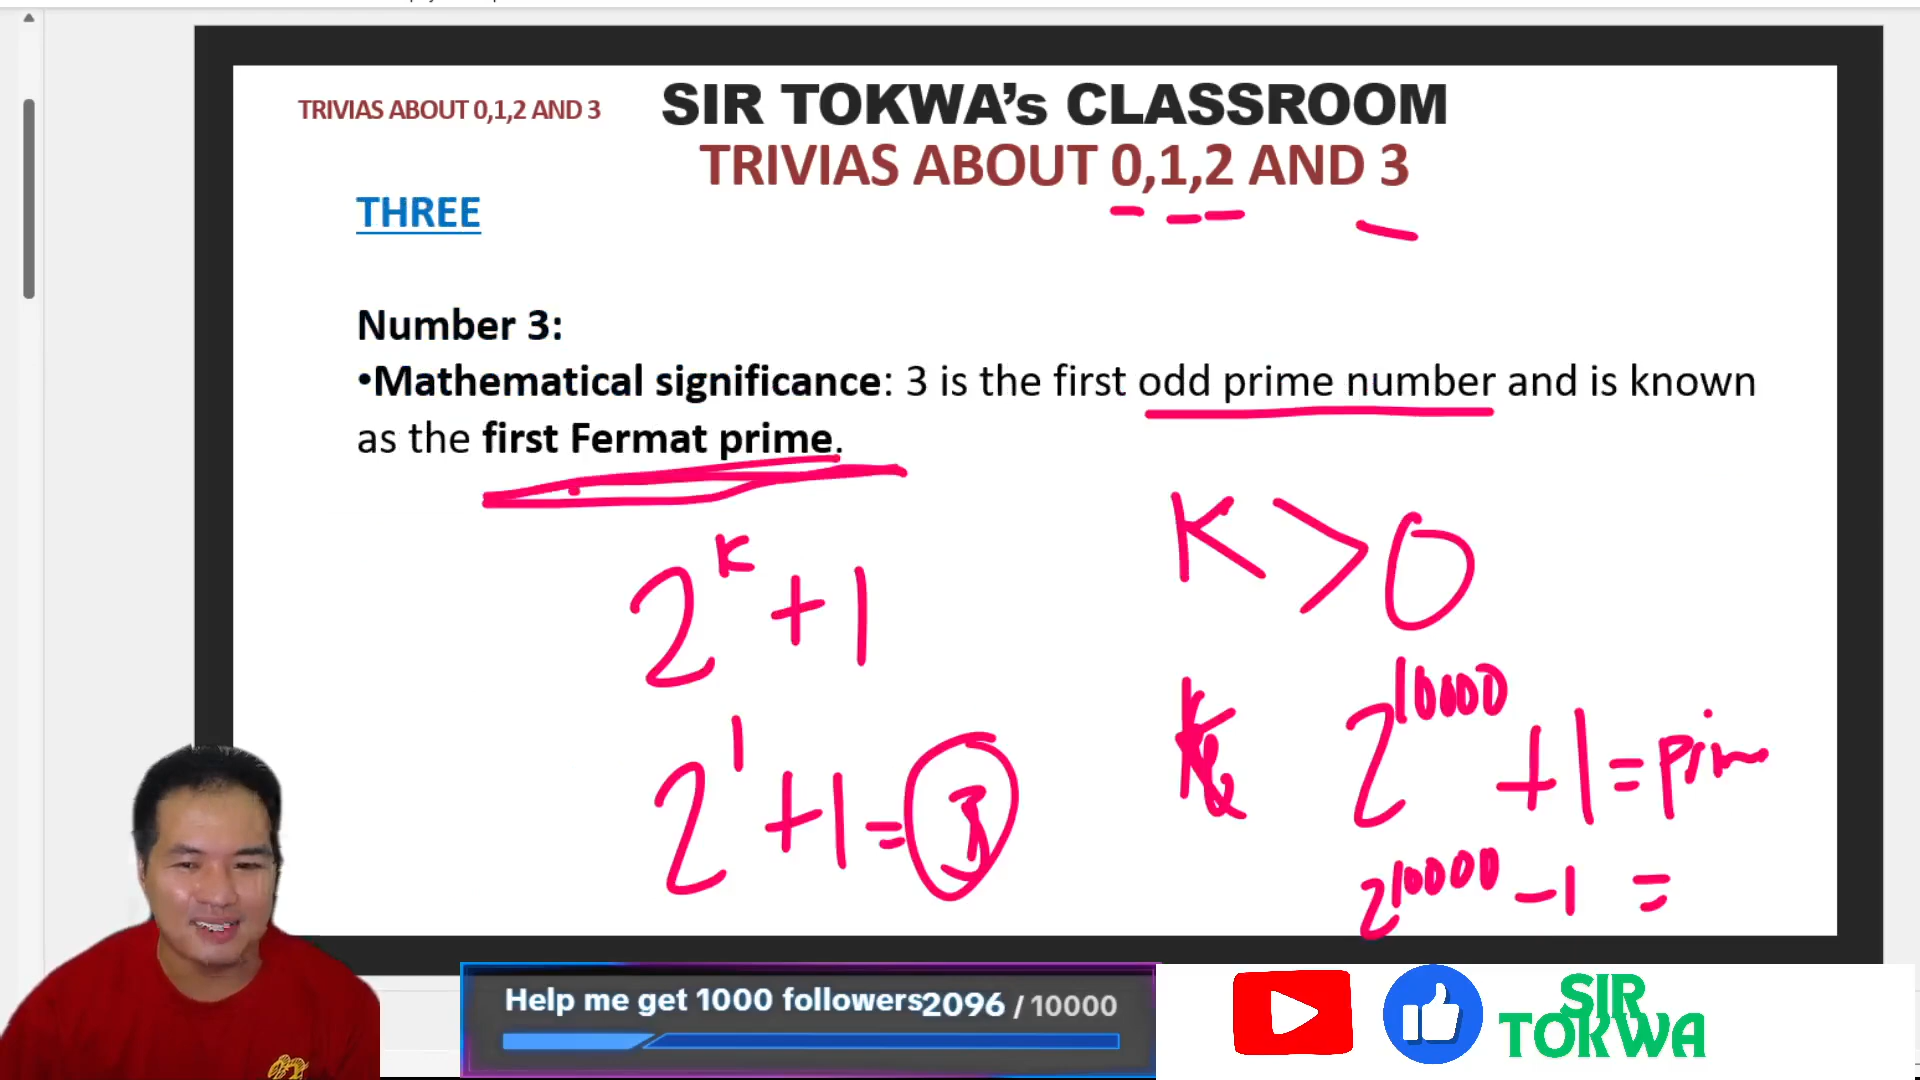 TRIVIAS ABOUT 0,1,2 AND 3
SIR TOKWA's CLASSROOM
TRIVIAS ABOUT 0,1,2 AND 3
THREE
Number 3:
•Mathematical significance: 3 is the first odd prime number and is known
as the first Fermat prime.
2^K + 1
K > 0
2^1 + 1 = 3
K
2^10000 + 1 = prim
2^10000 - 1 =
Help me get 1000 followers 2096 / 10000
SIR
TOKWA